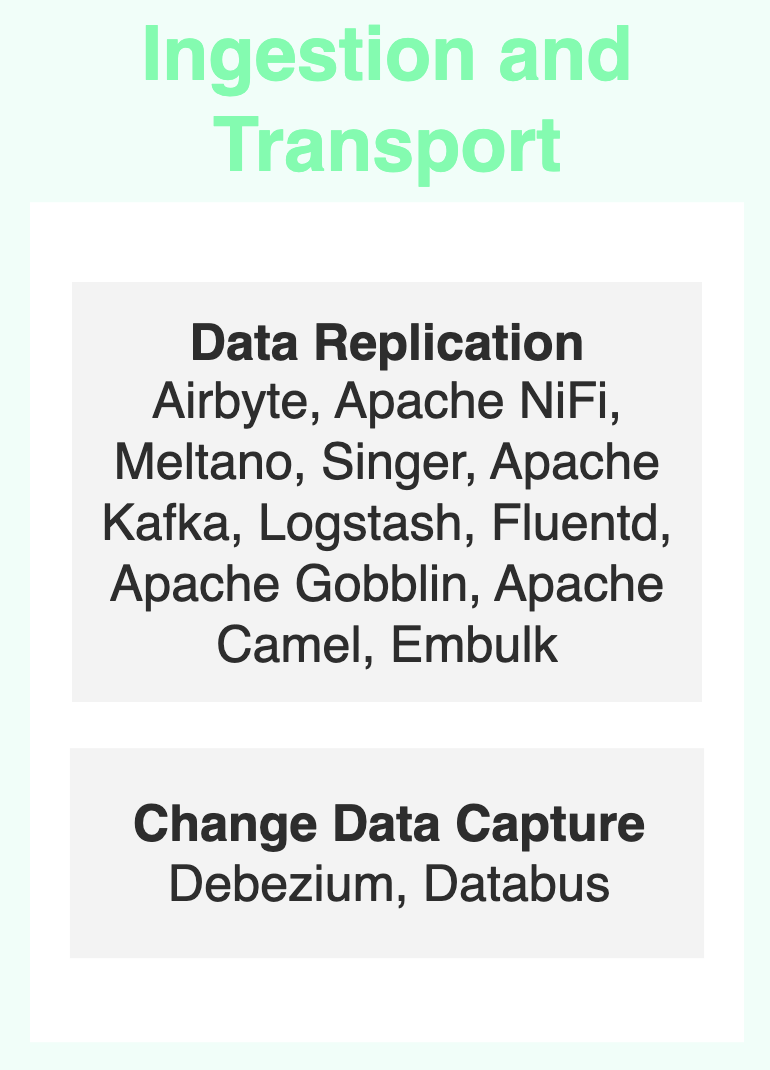 Ingestion and
Transport
Data Replication
Airbyte, Apache NiFi,
Meltano, Singer, Apache
Kafka, Logstash, Fluentd,
Apache Gobblin, Apache
Camel, Embulk
Change Data Capture
Debezium, Databus